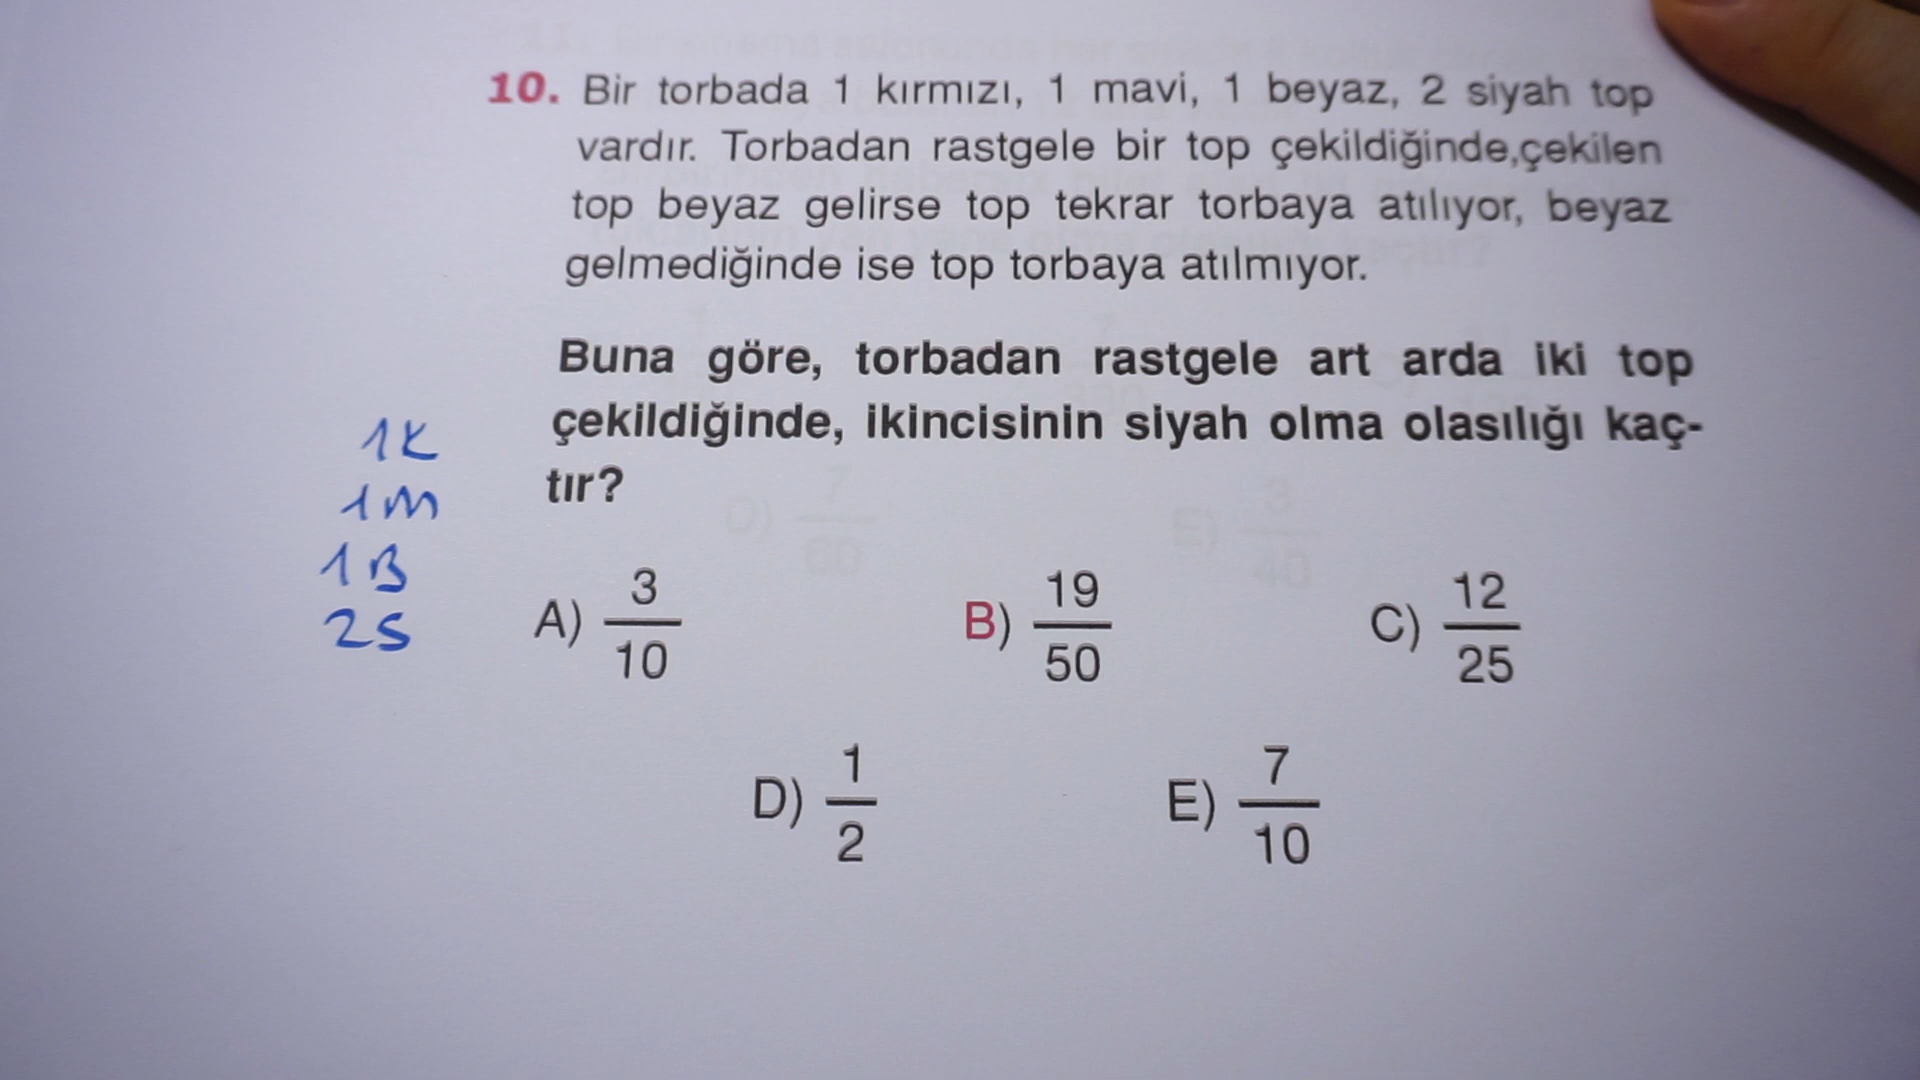 10. Bir torbada 1 kırmızı, 1 mavi, 1 beyaz, 2 siyah top
vardır. Torbadan rastgele bir top çekildiğinde,çekilen
top beyaz gelirse top tekrar torbaya atılıyor, beyaz
gelmediğinde ise top torbaya atılmıyor.
Buna göre, torbadan rastgele art arda iki top
çekildiğinde, ikincisinin siyah olma olasılığı kaç-
tır?
1K
1M
1B
2S
A) 3/10 B) 19/50 C) 12/25
D) 1/2 E) 7/10